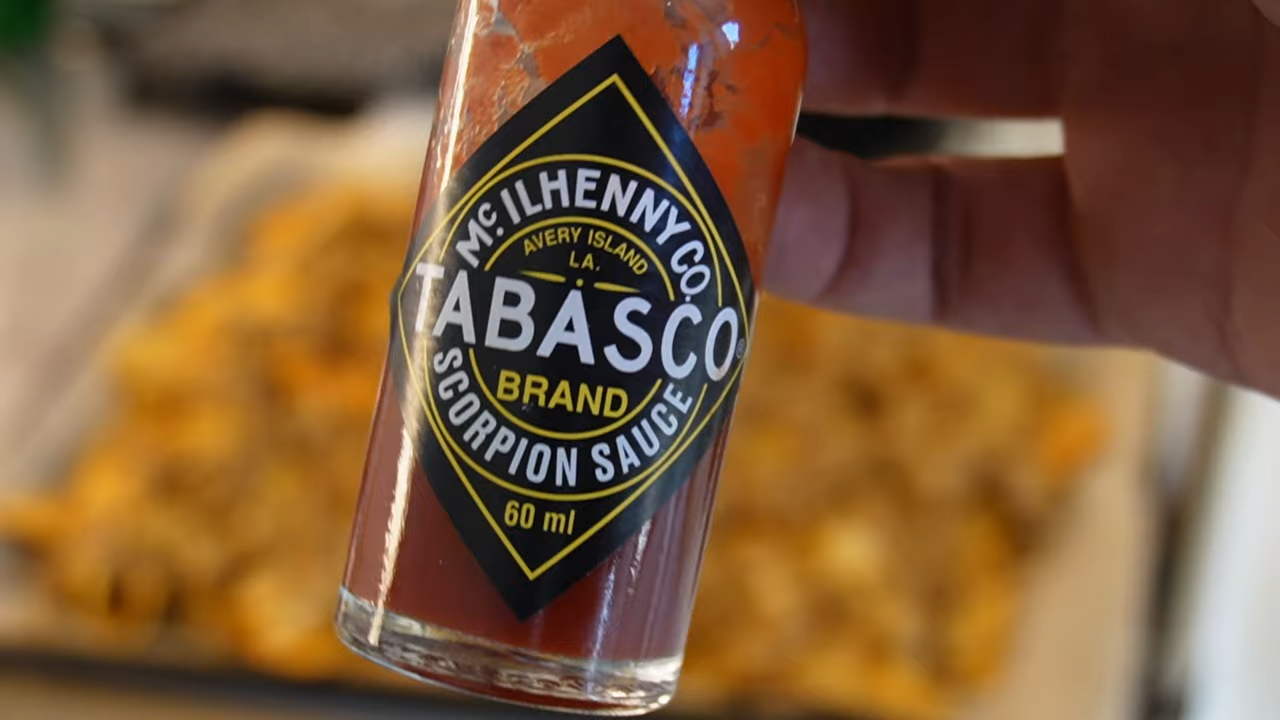 Mc. ILHENNY CO.
AVERY ISLAND
LA.
TABASCO®
BRAND
SCORPION SAUCE
60 ml